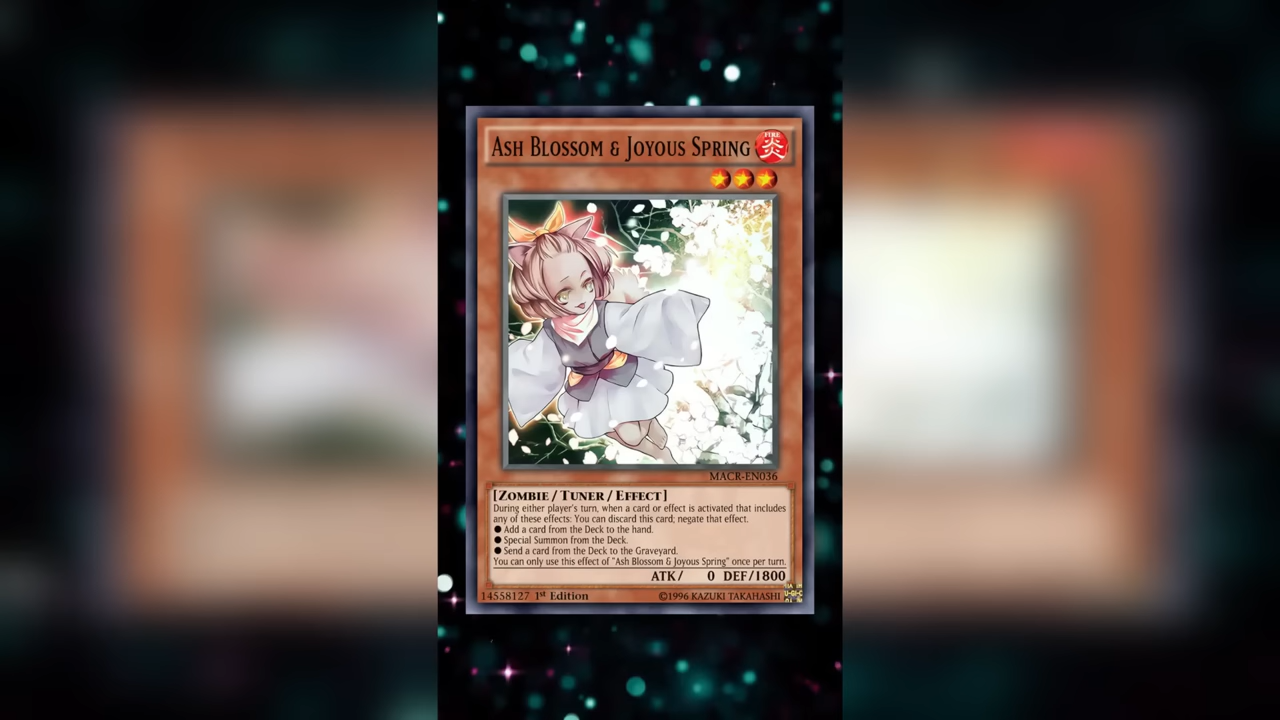 ASH BLOSSOM & JOYOUS SPRING
FIRE
炎
MACR-EN036
[ZOMBIE / TUNER / EFFECT]
During either player's turn, when a card or effect is activated that includes
any of these effects: You can discard this card; negate that effect.
● Add a card from the Deck to the hand.
● Special Summon from the Deck.
● Send a card from the Deck to the Graveyard.
You can only use this effect of "Ash Blossom & Joyous Spring" once per turn.
ATK/ 0 DEF/1800
14558127 1st Edition ©1996 KAZUKI TAKAHASHI